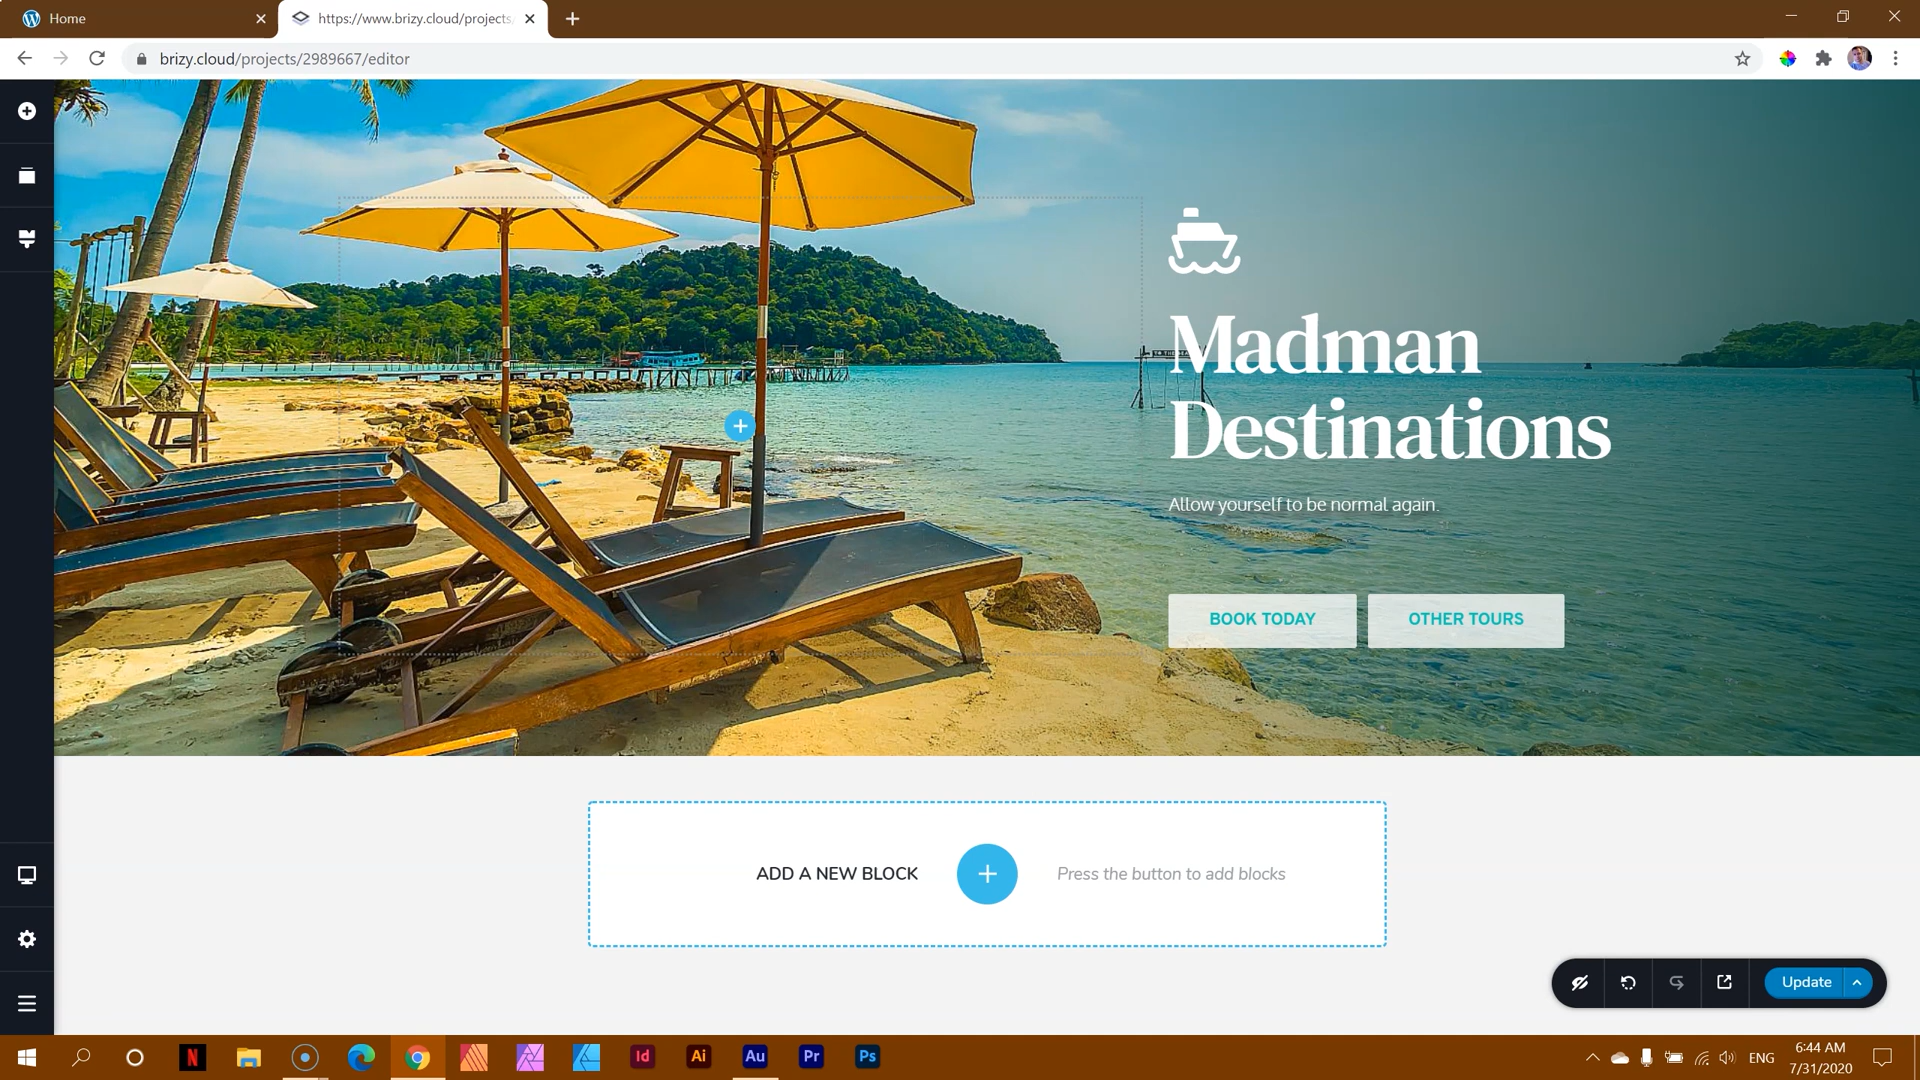 Home
https://www.brizy.cloud/projects
brizy.cloud/projects/2989667/editor
Madman
Destinations
Allow yourself to be normal again.
BOOK TODAY
OTHER TOURS
ADD A NEW BLOCK
Press the button to add blocks
Update
N
Id
Ai
Au
Pr
Ps
ENG
6:44 AM
7/31/2020